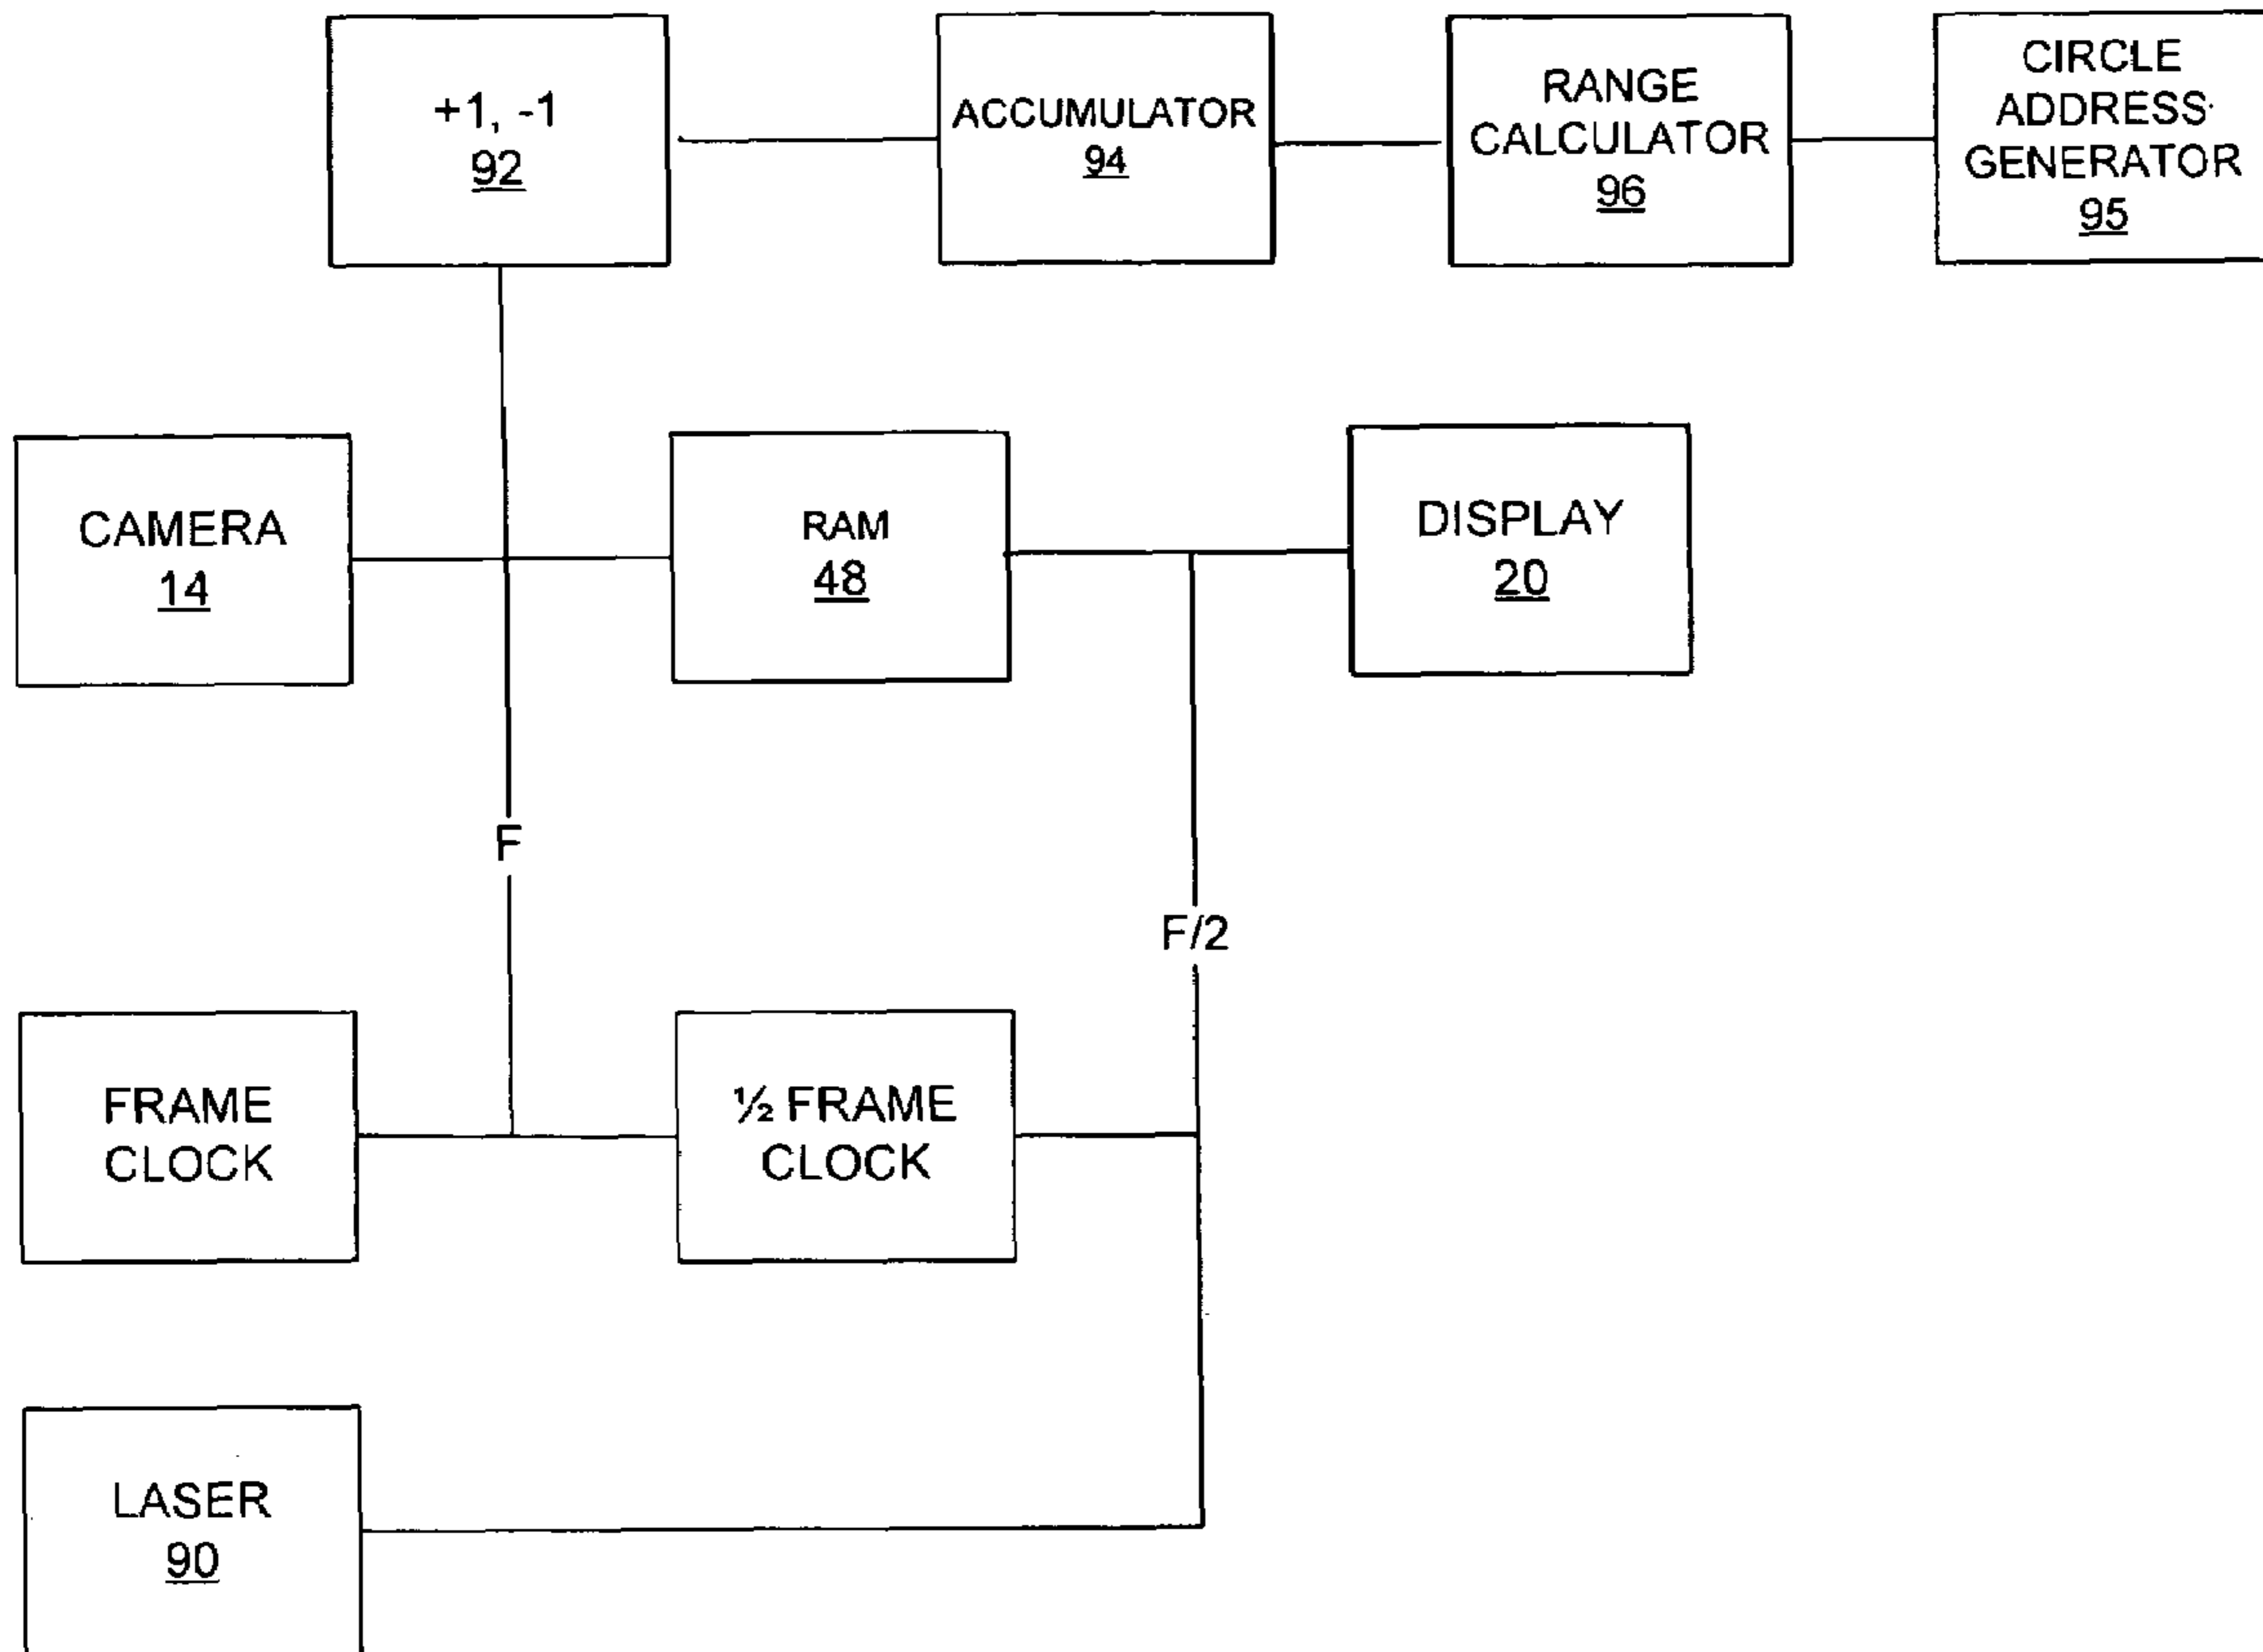 +1, -1
92
ACCUMULATOR
94
RANGE
CALCULATOR
96
CIRCLE
ADDRESS
GENERATOR
95
CAMERA
14
RAM
48
DISPLAY
20
F
F/2
FRAME
CLOCK
½ FRAME
CLOCK
LASER
90